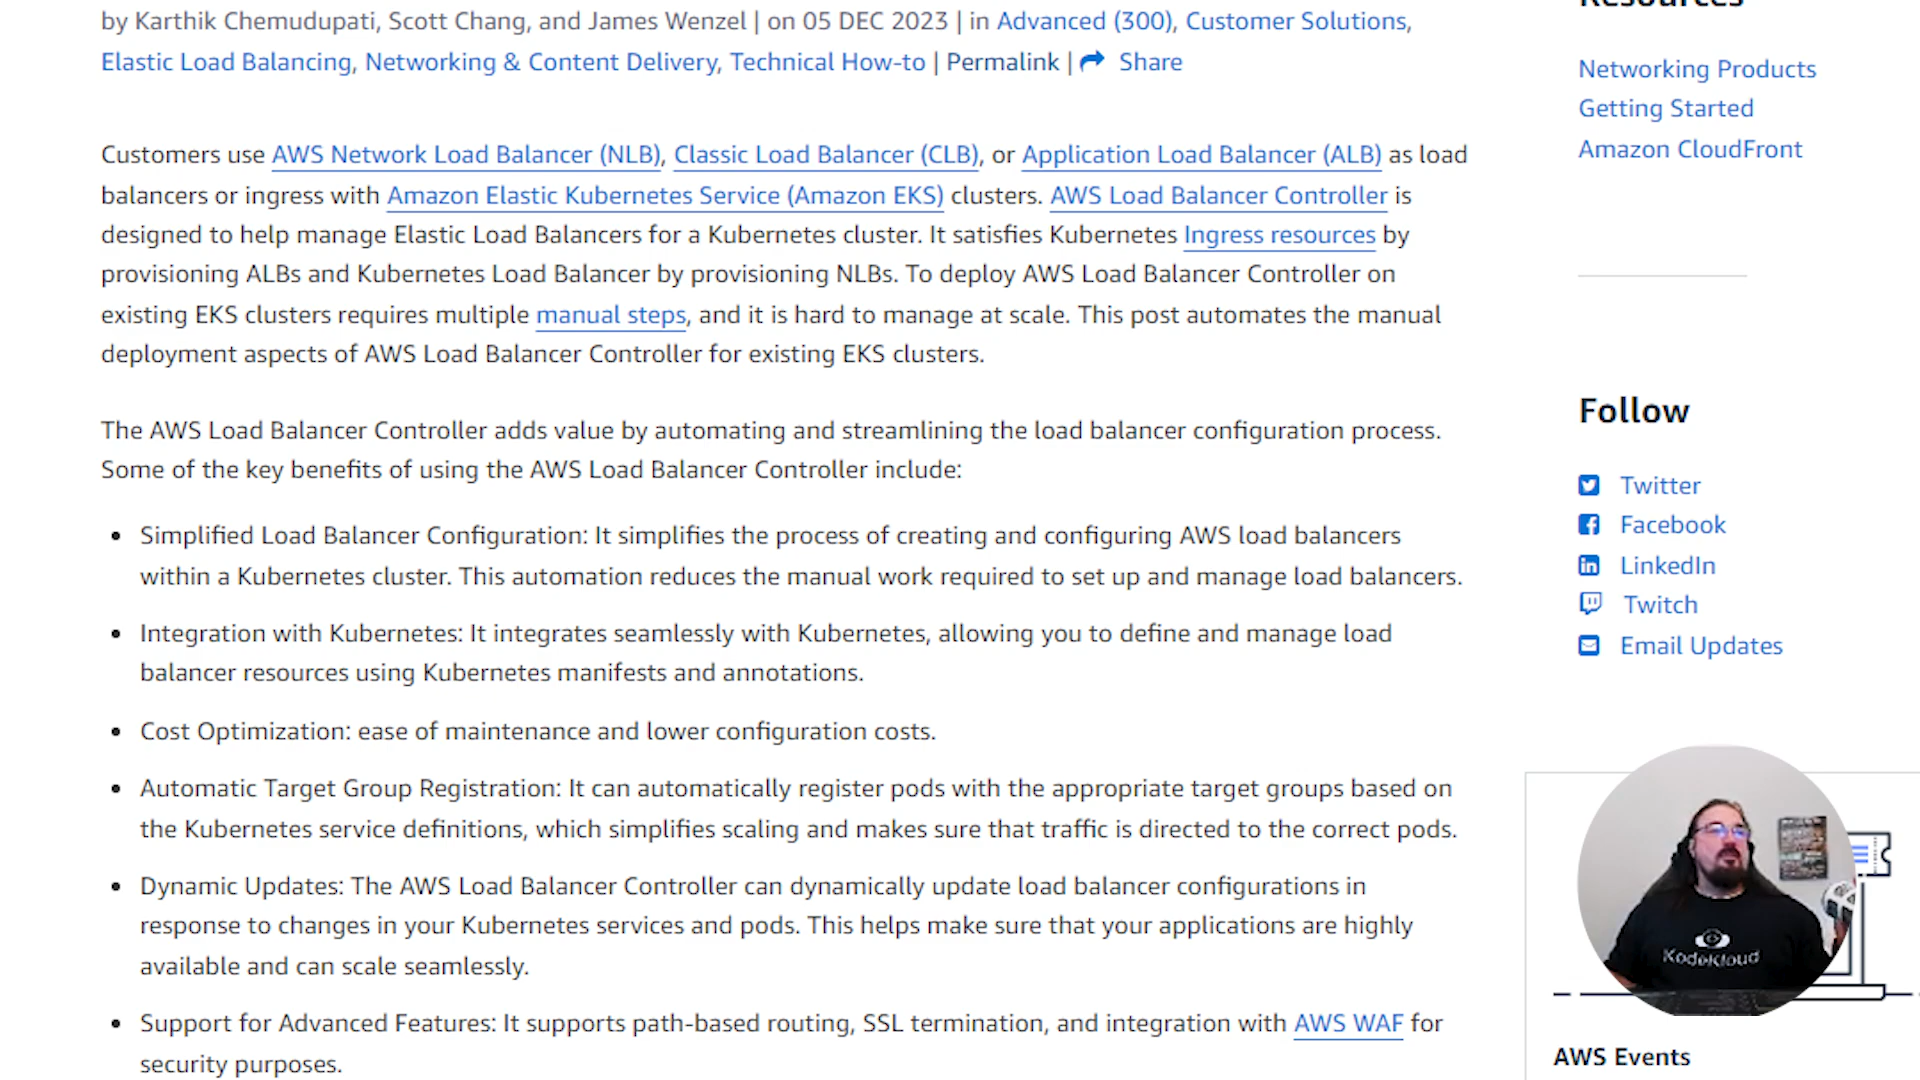 by Karthik Chemudupati, Scott Chang, and James Wenzel | on 05 DEC 2023 | in Advanced (300), Customer Solutions,
Elastic Load Balancing, Networking & Content Delivery, Technical How-to | Permalink | Share
Customers use AWS Network Load Balancer (NLB), Classic Load Balancer (CLB), or Application Load Balancer (ALB) as load
balancers or ingress with Amazon Elastic Kubernetes Service (Amazon EKS) clusters. AWS Load Balancer Controller is
designed to help manage Elastic Load Balancers for a Kubernetes cluster. It satisfies Kubernetes Ingress resources by
provisioning ALBs and Kubernetes Load Balancer by provisioning NLBs. To deploy AWS Load Balancer Controller on
existing EKS clusters requires multiple manual steps, and it is hard to manage at scale. This post automates the manual
deployment aspects of AWS Load Balancer Controller for existing EKS clusters.
The AWS Load Balancer Controller adds value by automating and streamlining the load balancer configuration process.
Some of the key benefits of using the AWS Load Balancer Controller include:
• Simplified Load Balancer Configuration: It simplifies the process of creating and configuring AWS load balancers
within a Kubernetes cluster. This automation reduces the manual work required to set up and manage load balancers.
• Integration with Kubernetes: It integrates seamlessly with Kubernetes, allowing you to define and manage load
balancer resources using Kubernetes manifests and annotations.
• Cost Optimization: ease of maintenance and lower configuration costs.
• Automatic Target Group Registration: It can automatically register pods with the appropriate target groups based on
the Kubernetes service definitions, which simplifies scaling and makes sure that traffic is directed to the correct pods.
• Dynamic Updates: The AWS Load Balancer Controller can dynamically update load balancer configurations in
response to changes in your Kubernetes services and pods. This helps make sure that your applications are highly
available and can scale seamlessly.
• Support for Advanced Features: It supports path-based routing, SSL termination, and integration with AWS WAF for
security purposes.
Resources
Networking Products
Getting Started
Amazon CloudFront
Follow
Twitter
Facebook
LinkedIn
Twitch
Email Updates
KodeKloud
AWS Events